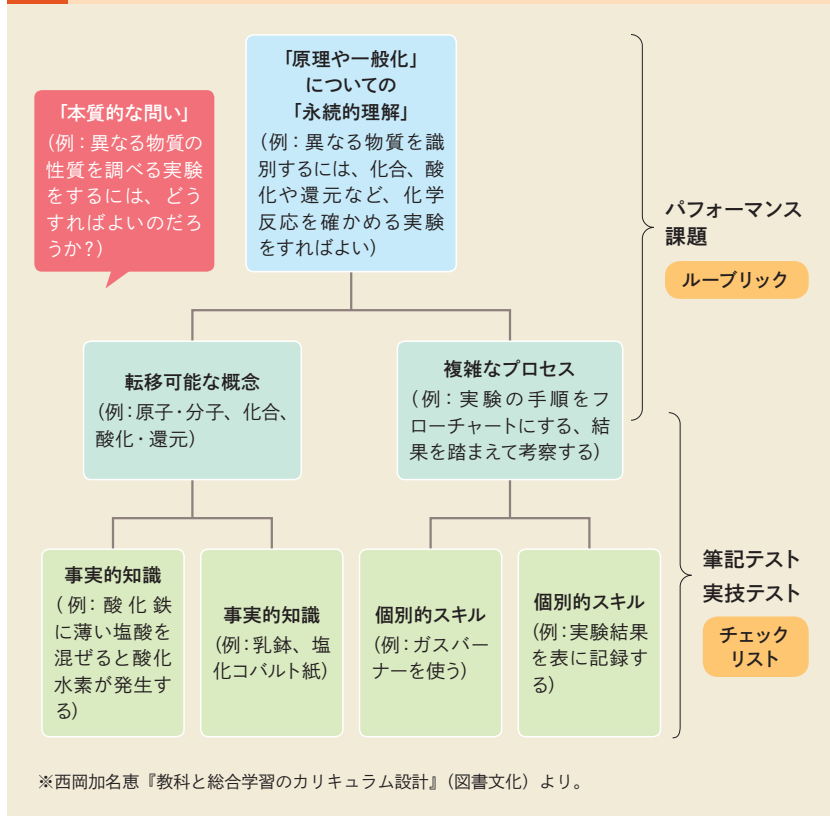 「原理や一般化」
についての
「永続的理解」
(例：異なる物質を識
別するには、化合、酸
化や還元など、化学
反応を確かめる実験
をすればよい)
「本質的な問い」
(例：異なる物質の
性質を調べる実験
をするには、どう
すればよいのだろ
うか?)
パフォーマンス
課題
ルーブリック
転移可能な概念
(例：原子・分子、化合、
酸化・還元)
複雑なプロセス
(例：実験の手順をフ
ローチャートにする、結
果を踏まえて考察する)
事実的知識
(例：酸化鉄
に薄い塩酸を
混ぜると酸化
水素が発生す
る)
事実的知識
(例：乳鉢、塩
化コバルト紙)
個別的スキル
(例：ガスバー
ナーを使う)
個別的スキル
(例：実験結果
を表に記録す
る)
筆記テスト
実技テスト
チェック
リスト
※西岡加名恵『教科と総合学習のカリキュラム設計』(図書文化) より。